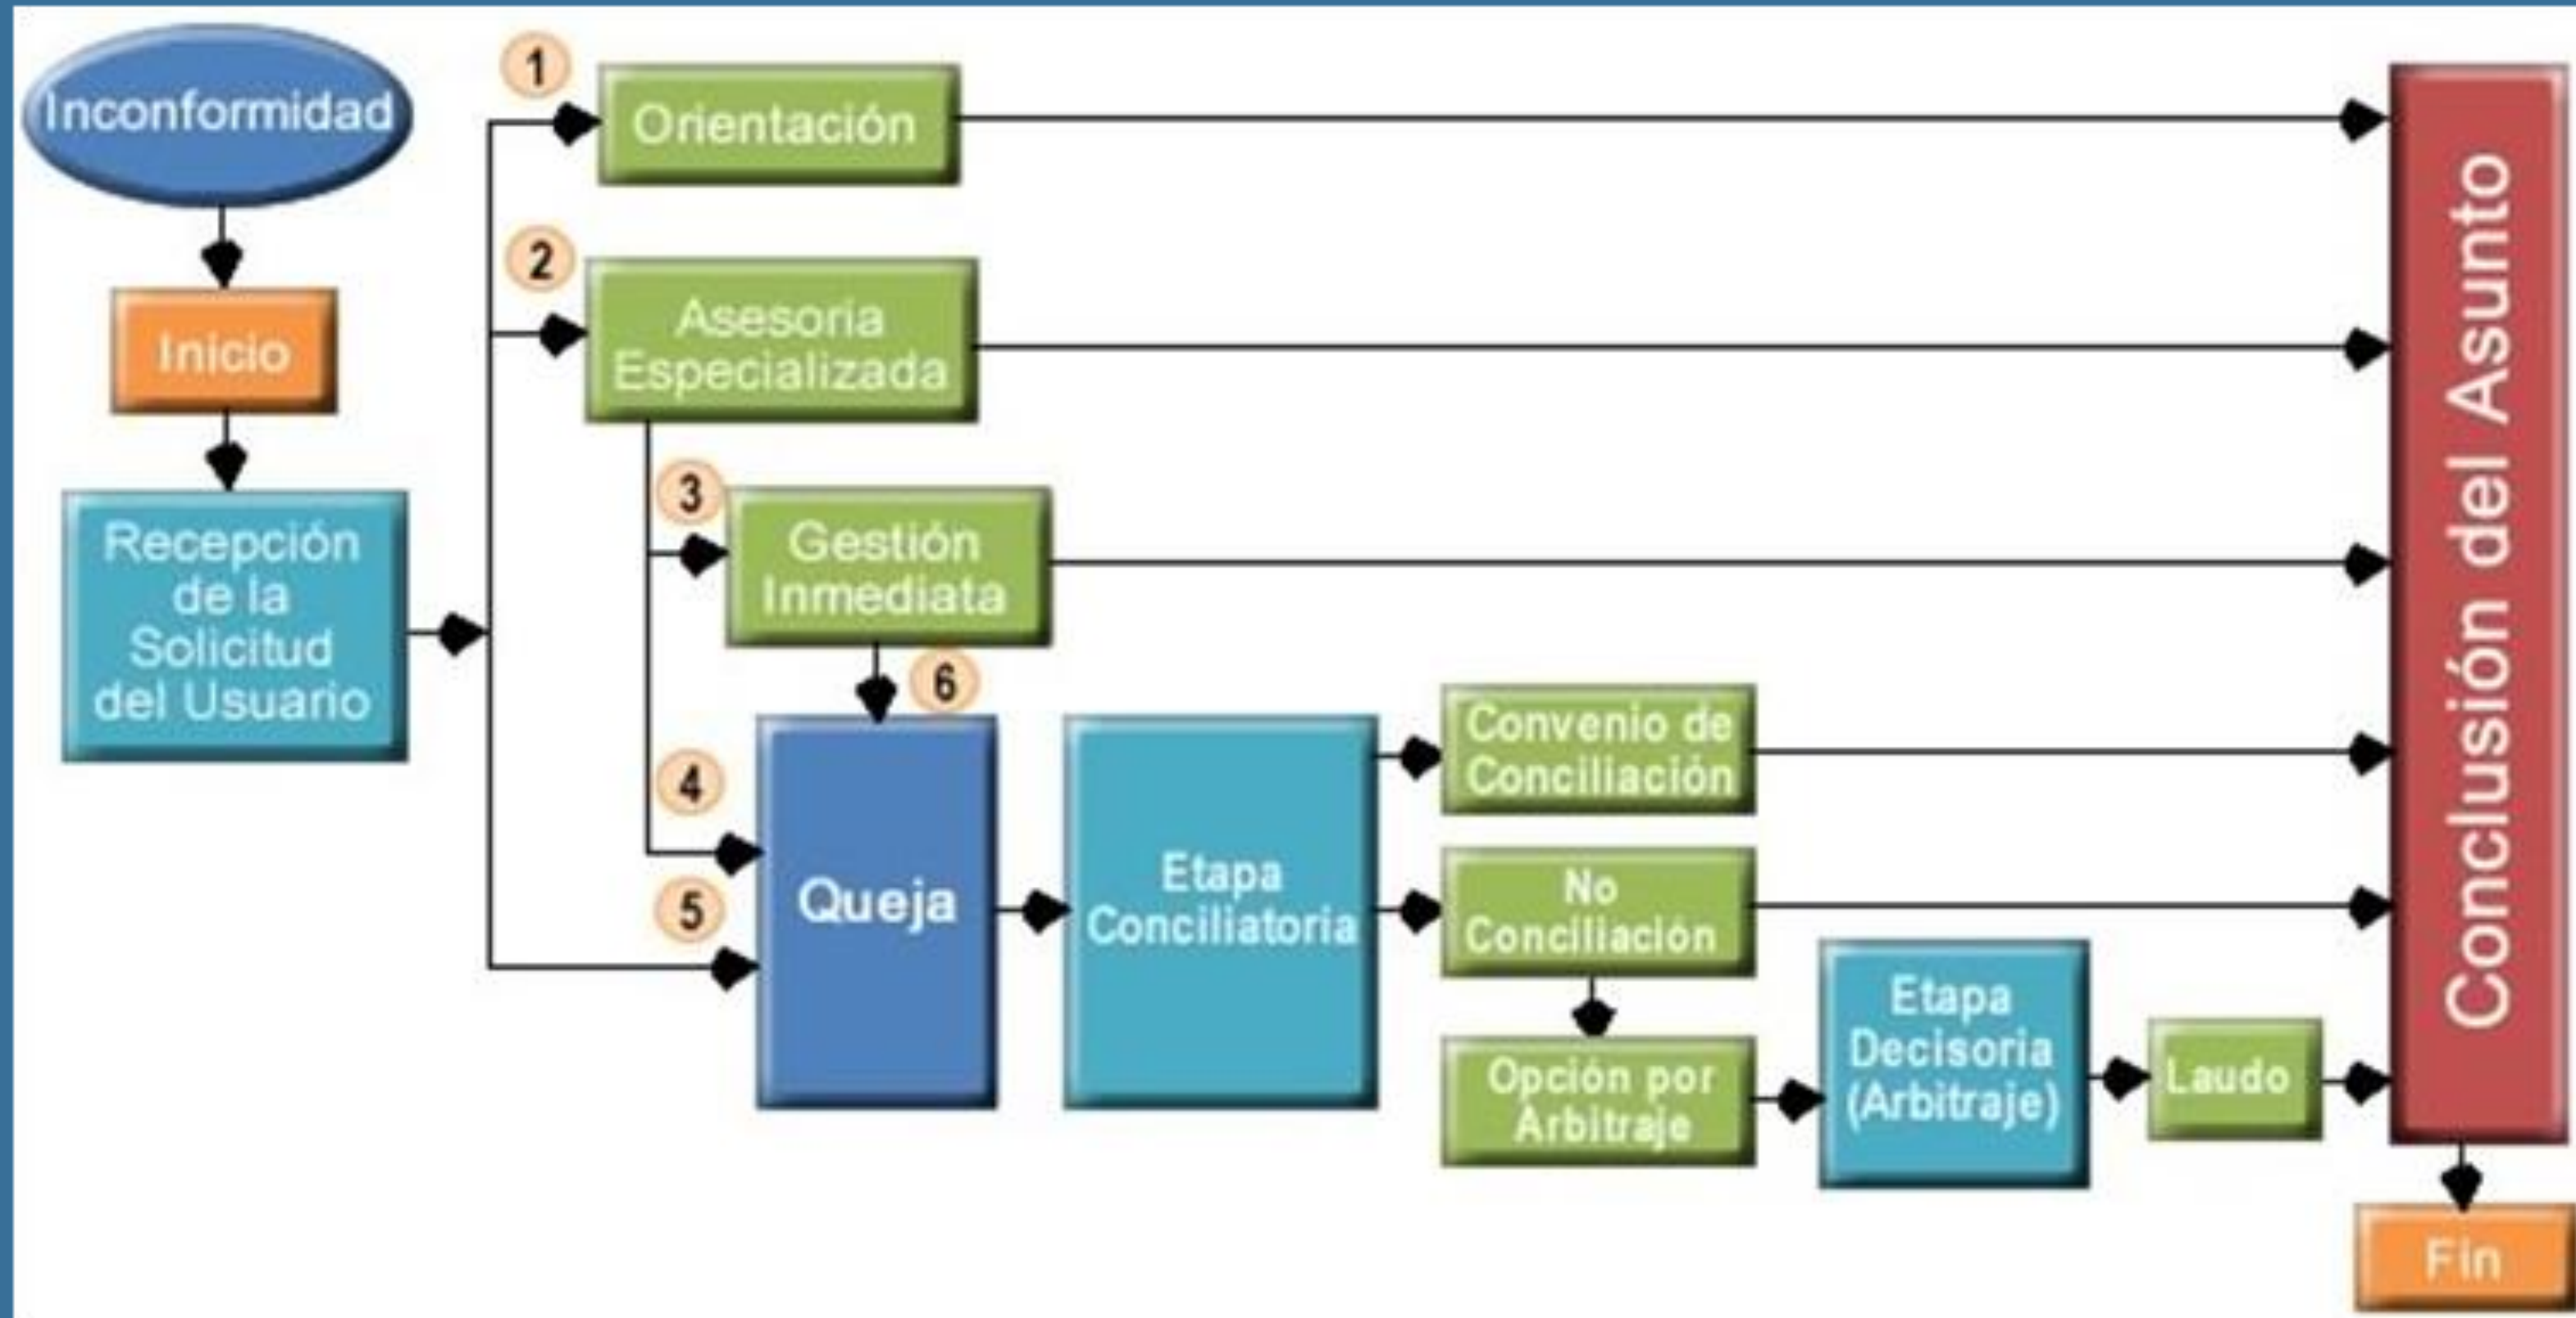 Inconformidad
Inicio
Recepción
de la
Solicitud
del Usuario
1
Orientación
2
Asesoria
Especializada
3
Gestión
Inmediata
6
4
5
Queja
Etapa
Conciliatoria
Convenio de
Conciliación
No
Conciliación
Opción por
Arbitraje
Etapa
Decisoria
(Arbitraje)
Laudo
Conclusión del Asunto
Fin